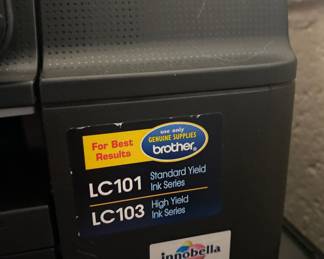 For Best
Results
use only
GENUINE SUPPLIES
brother®
LC101 Standard Yield
Ink Series
LC103 High Yield
Ink Series
innobella